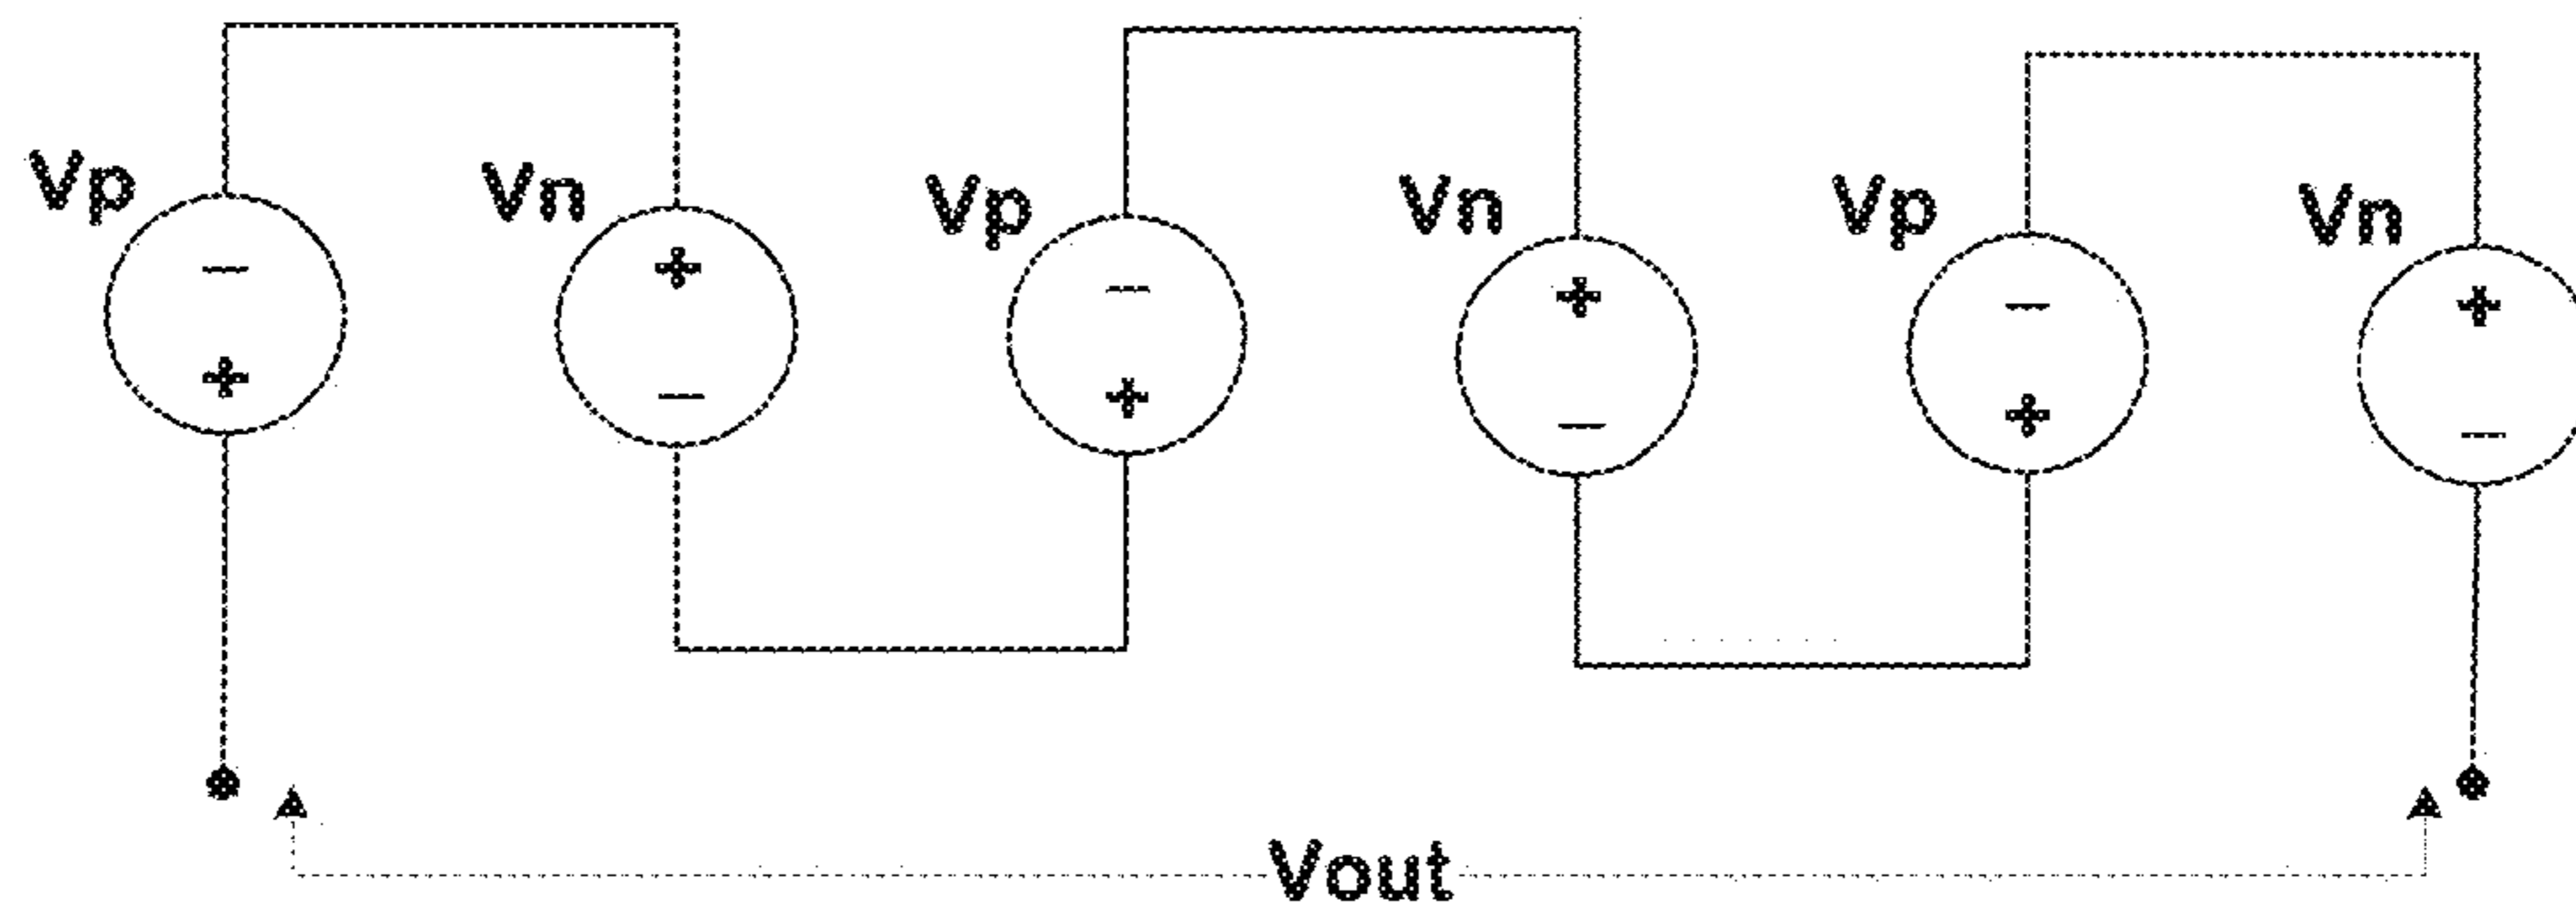 Vp Vn Vp Vn Vp Vn
− + − + − +
+ − + − + −
Vout